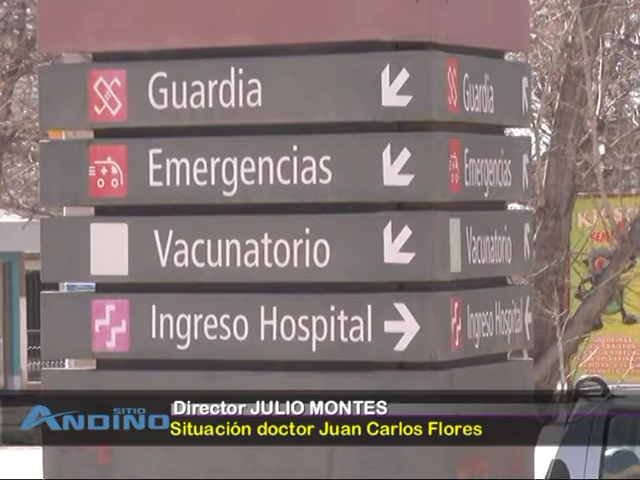 Guardia
Guardia
Emergencias
Emergencias
Vacunatorio
Vacunatorio
Ingreso Hospital
Ingreso Hospital
SITIO
ANDINO
Director JULIO MONTES
Situación doctor Juan Carlos Flores